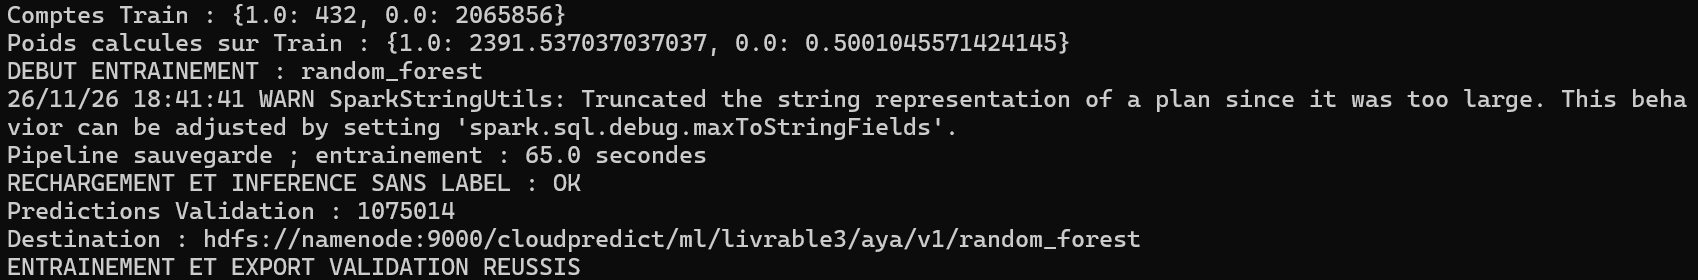 Comptes Train : {1.0: 432, 0.0: 2065856}
Poids calcules sur Train : {1.0: 2391.537037037037, 0.0: 0.5001045571424145}
DEBUT ENTRAINEMENT : random_forest
26/11/26 18:41:41 WARN SparkStringUtils: Truncated the string representation of a plan since it was too large. This beha
vior can be adjusted by setting 'spark.sql.debug.maxToStringFields'.
Pipeline sauvegarde ; entrainement : 65.0 secondes
RECHARGEMENT ET INFERENCE SANS LABEL : OK
Predictions Validation : 1075014
Destination : hdfs://namenode:9000/cloudpredict/ml/livrable3/aya/v1/random_forest
ENTRAINEMENT ET EXPORT VALIDATION REUSSIS